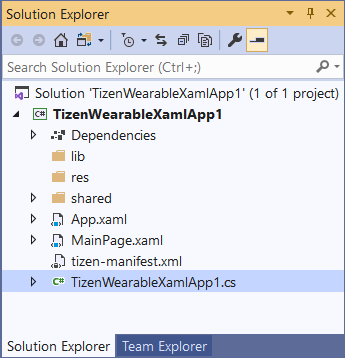 Solution Explorer
Search Solution Explorer (Ctrl+;)
Solution 'TizenWearableXamlApp1' (1 of 1 project)
C# TizenWearableXamlApp1
Dependencies
lib
res
shared
App.xaml
MainPage.xaml
tizen-manifest.xml
C# TizenWearableXamlApp1.cs
Solution Explorer Team Explorer